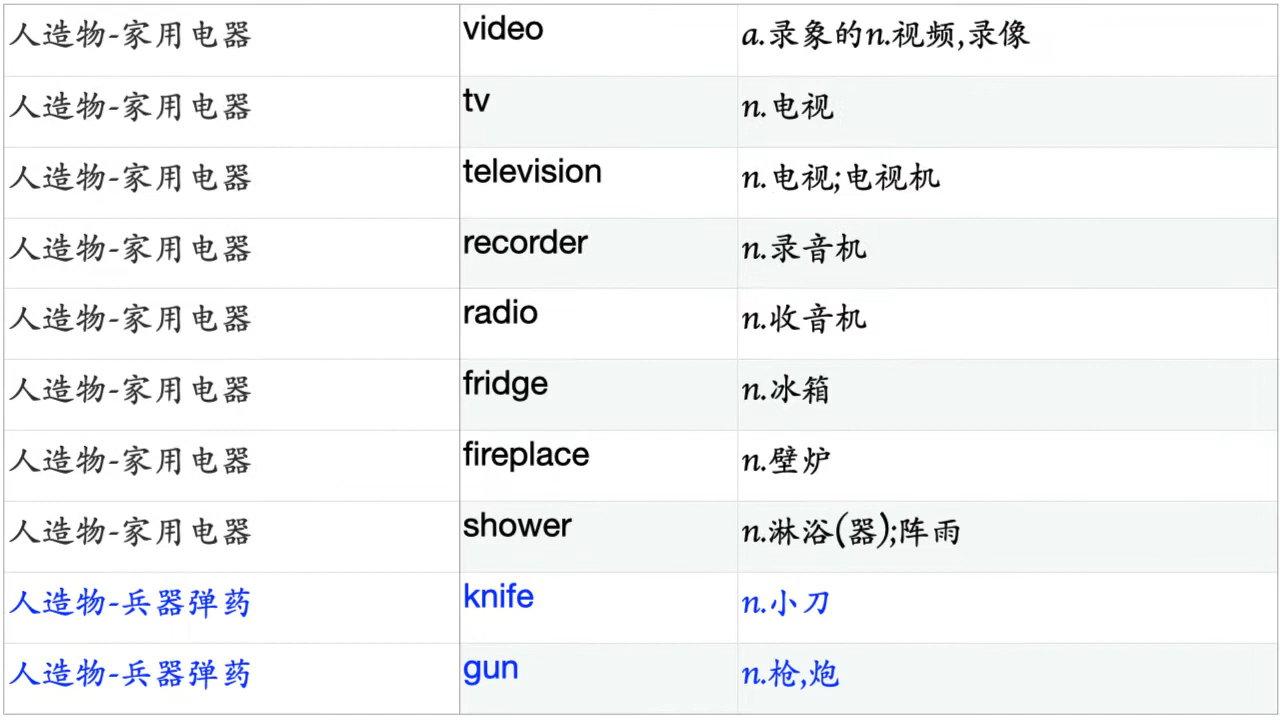 人造物-家用电器 video a.录象的n.视频,录像
人造物-家用电器 tv n.电视
人造物-家用电器 television n.电视;电视机
人造物-家用电器 recorder n.录音机
人造物-家用电器 radio n.收音机
人造物-家用电器 fridge n.冰箱
人造物-家用电器 fireplace n.壁炉
人造物-家用电器 shower n.淋浴(器);阵雨
人造物-兵器弹药 knife n.小刀
人造物-兵器弹药 gun n.枪,炮